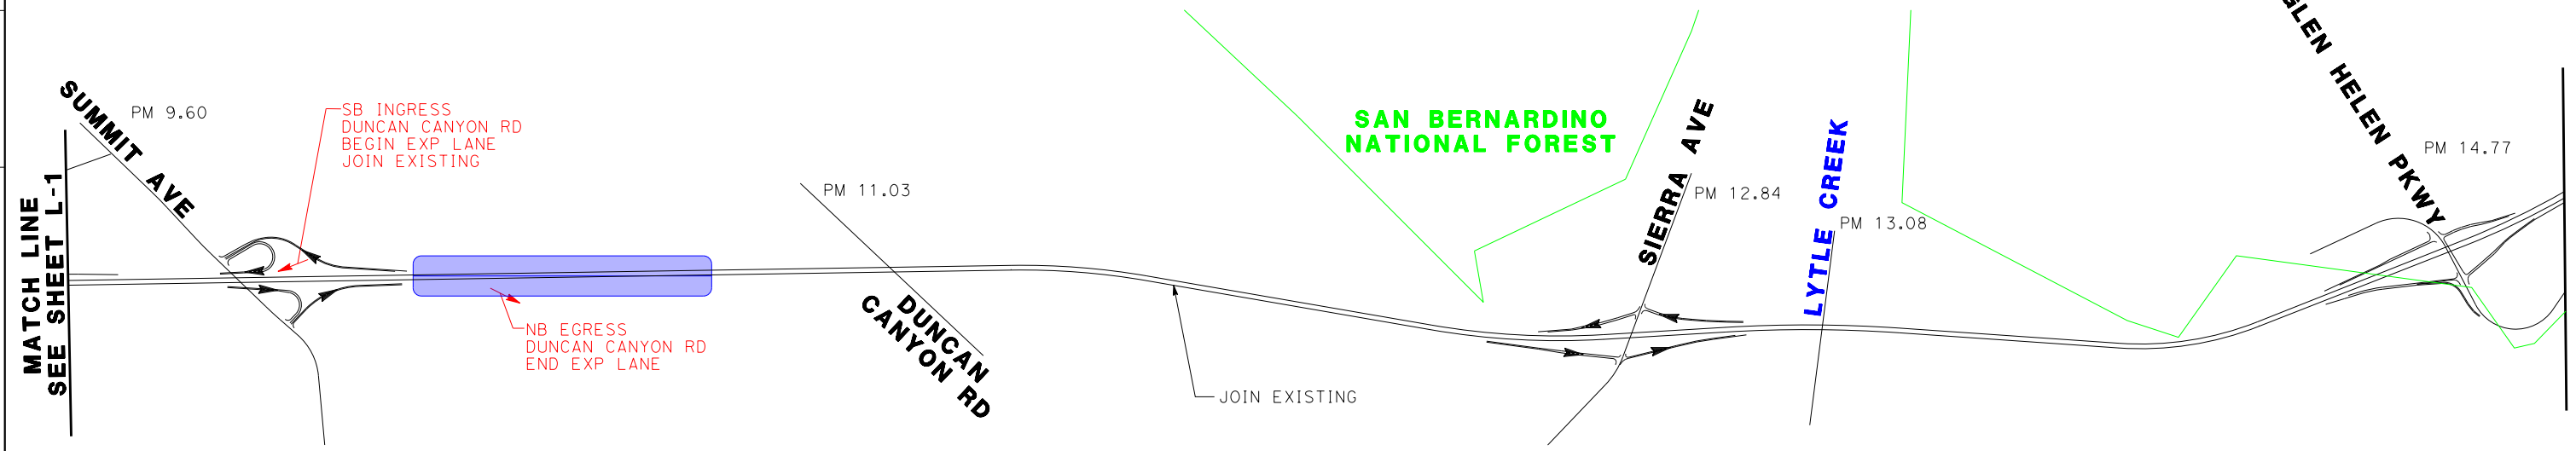 MATCH LINE
SEE SHEET L-1
SUMMIT AVE
PM 9.60
SB INGRESS
DUNCAN CANYON RD
BEGIN EXP LANE
JOIN EXISTING
NB EGRESS
DUNCAN CANYON RD
END EXP LANE
PM 11.03
DUNCAN
CANYON RD
JOIN EXISTING
SAN BERNARDINO
NATIONAL FOREST
SIERRA AVE
PM 12.84
LYTLE CREEK
PM 13.08
GLEN HELEN PKWY
PM 14.77